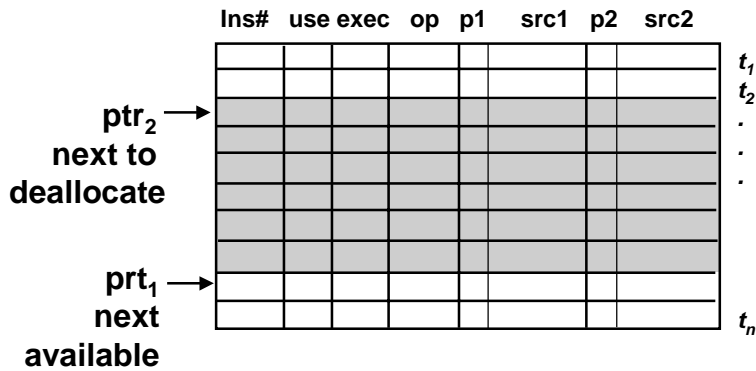 Ins# use exec op p1 src1 p2 src2
t1
t2
.
.
.
tn
ptr2
next to
deallocate
prt1
next
available